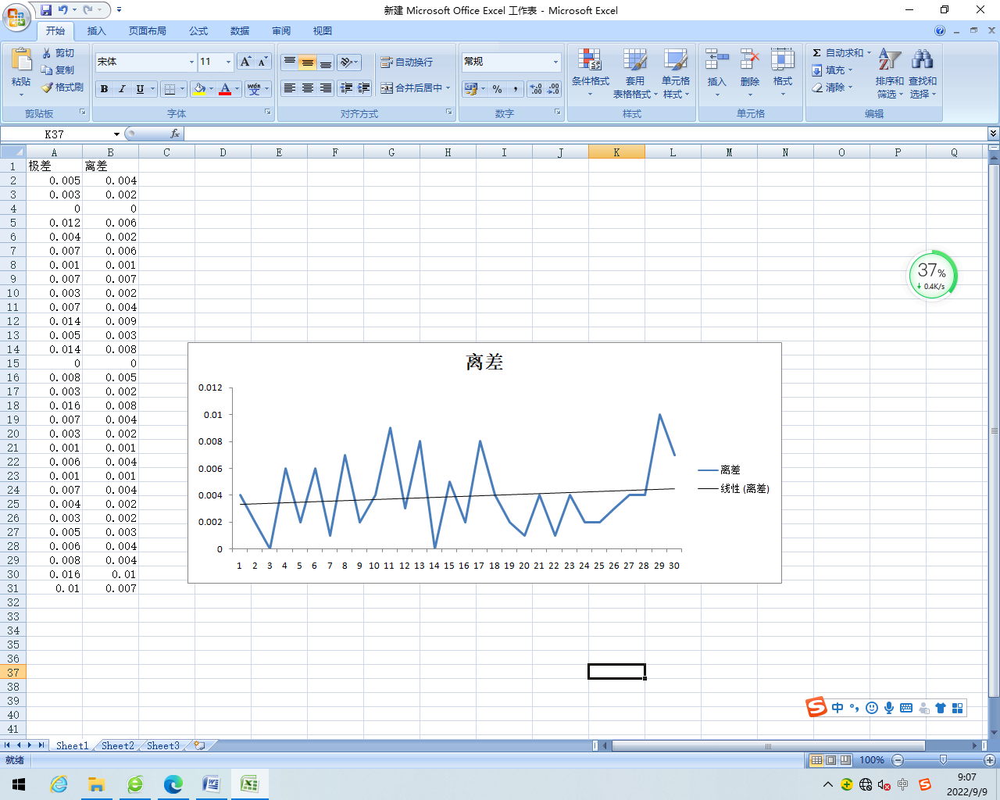 新建 Microsoft Office Excel 工作表 - Microsoft Excel
开始 插入 页面布局 公式 数据 审阅 视图
粘贴 剪切 复制 格式刷 剪贴板
宋体 11 B I U A wén 字体
自动换行 合并后居中 对齐方式
常规 % , 数字
条件格式 套用表格格式 单元格样式 样式
插入 删除 格式 单元格
Σ 自动求和 填充 清除 排序和筛选 查找和选择 编辑
K37 fx
A B C D E F G H I J K L M N O P Q
1 极差 离差
2 0.005 0.004
3 0.003 0.002
4 0 0
5 0.012 0.006
6 0.004 0.002
7 0.007 0.006
8 0.001 0.001
9 0.007 0.007
10 0.003 0.002
11 0.007 0.004
12 0.014 0.009
13 0.005 0.003
14 0.014 0.008
15 0 0
16 0.008 0.005
17 0.003 0.002
18 0.016 0.008
19 0.007 0.004
20 0.003 0.002
21 0.001 0.001
22 0.006 0.004
23 0.001 0.001
24 0.007 0.004
25 0.004 0.002
26 0.003 0.002
27 0.005 0.003
28 0.006 0.004
29 0.008 0.004
30 0.016 0.01
31 0.01 0.007
32
33
34
35
36
37
38
39
40
41
37%
0.4K/s
离差
0.012
0.01
0.008
0.006
0.004
0.002
0
1 2 3 4 5 6 7 8 9 10 11 12 13 14 15 16 17 18 19 20 21 22 23 24 25 26 27 28 29 30
离差
线性 (离差)
S 中
Sheet1 Sheet2 Sheet3
就绪 100%
中 S
9:07
2022/9/9